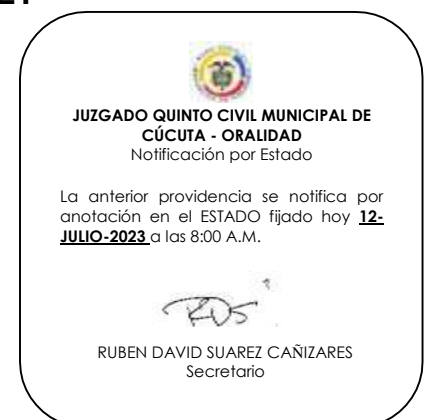 JUZGADO QUINTO CIVIL MUNICIPAL DE
CÚCUTA - ORALIDAD
Notificación por Estado
La anterior providencia se notifica por
anotación en el ESTADO fijado hoy 12-
JULIO-2023 a las 8:00 A.M.
RUBEN DAVID SUAREZ CAÑIZARES
Secretario